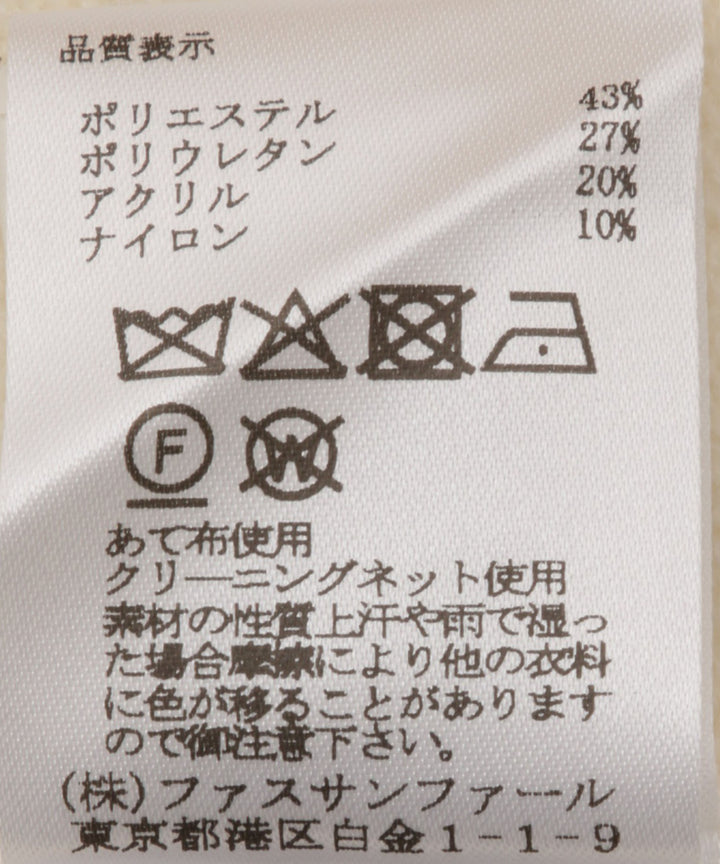 品質表示
ポリエステル 43%
ポリウレタン 27%
アクリル 20%
ナイロン 10%
F W
あて布使用
クリーニングネット使用
素材の性質上汗や雨で湿っ
た場合摩擦により他の衣料
に色が移ることがあります
ので御注意下さい。
(株)ファスサンファール
東京都港区白金1-1-9